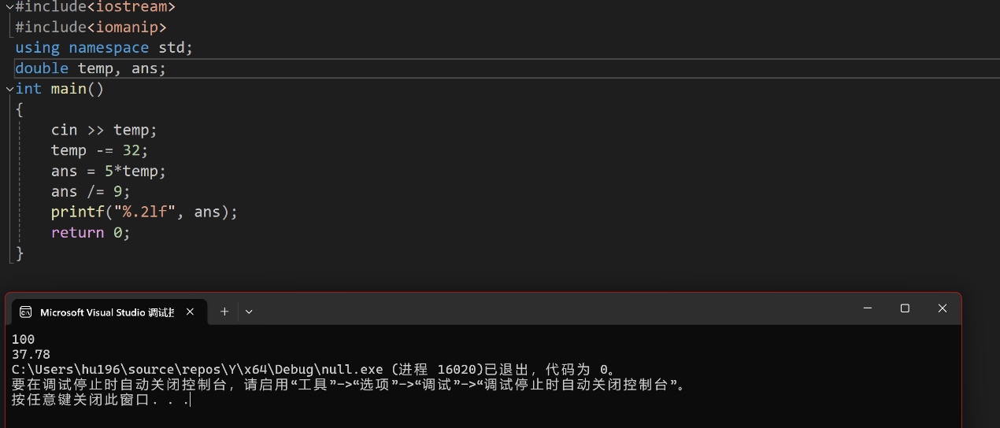 #include<iostream>
#include<iomanip>
using namespace std;
double temp, ans;
int main()
{
    cin >> temp;
    temp -= 32;
    ans = 5*temp;
    ans /= 9;
    printf("%.2lf", ans);
    return 0;
}
Microsoft Visual Studio 调试
100
37.78
C:\Users\hu196\source\repos\Y\x64\Debug\null.exe (进程 16020)已退出，代码为 0。
要在调试停止时自动关闭控制台，请启用“工具”->“选项”->“调试”->“调试停止时自动关闭控制台”。
按任意键关闭此窗口. . .